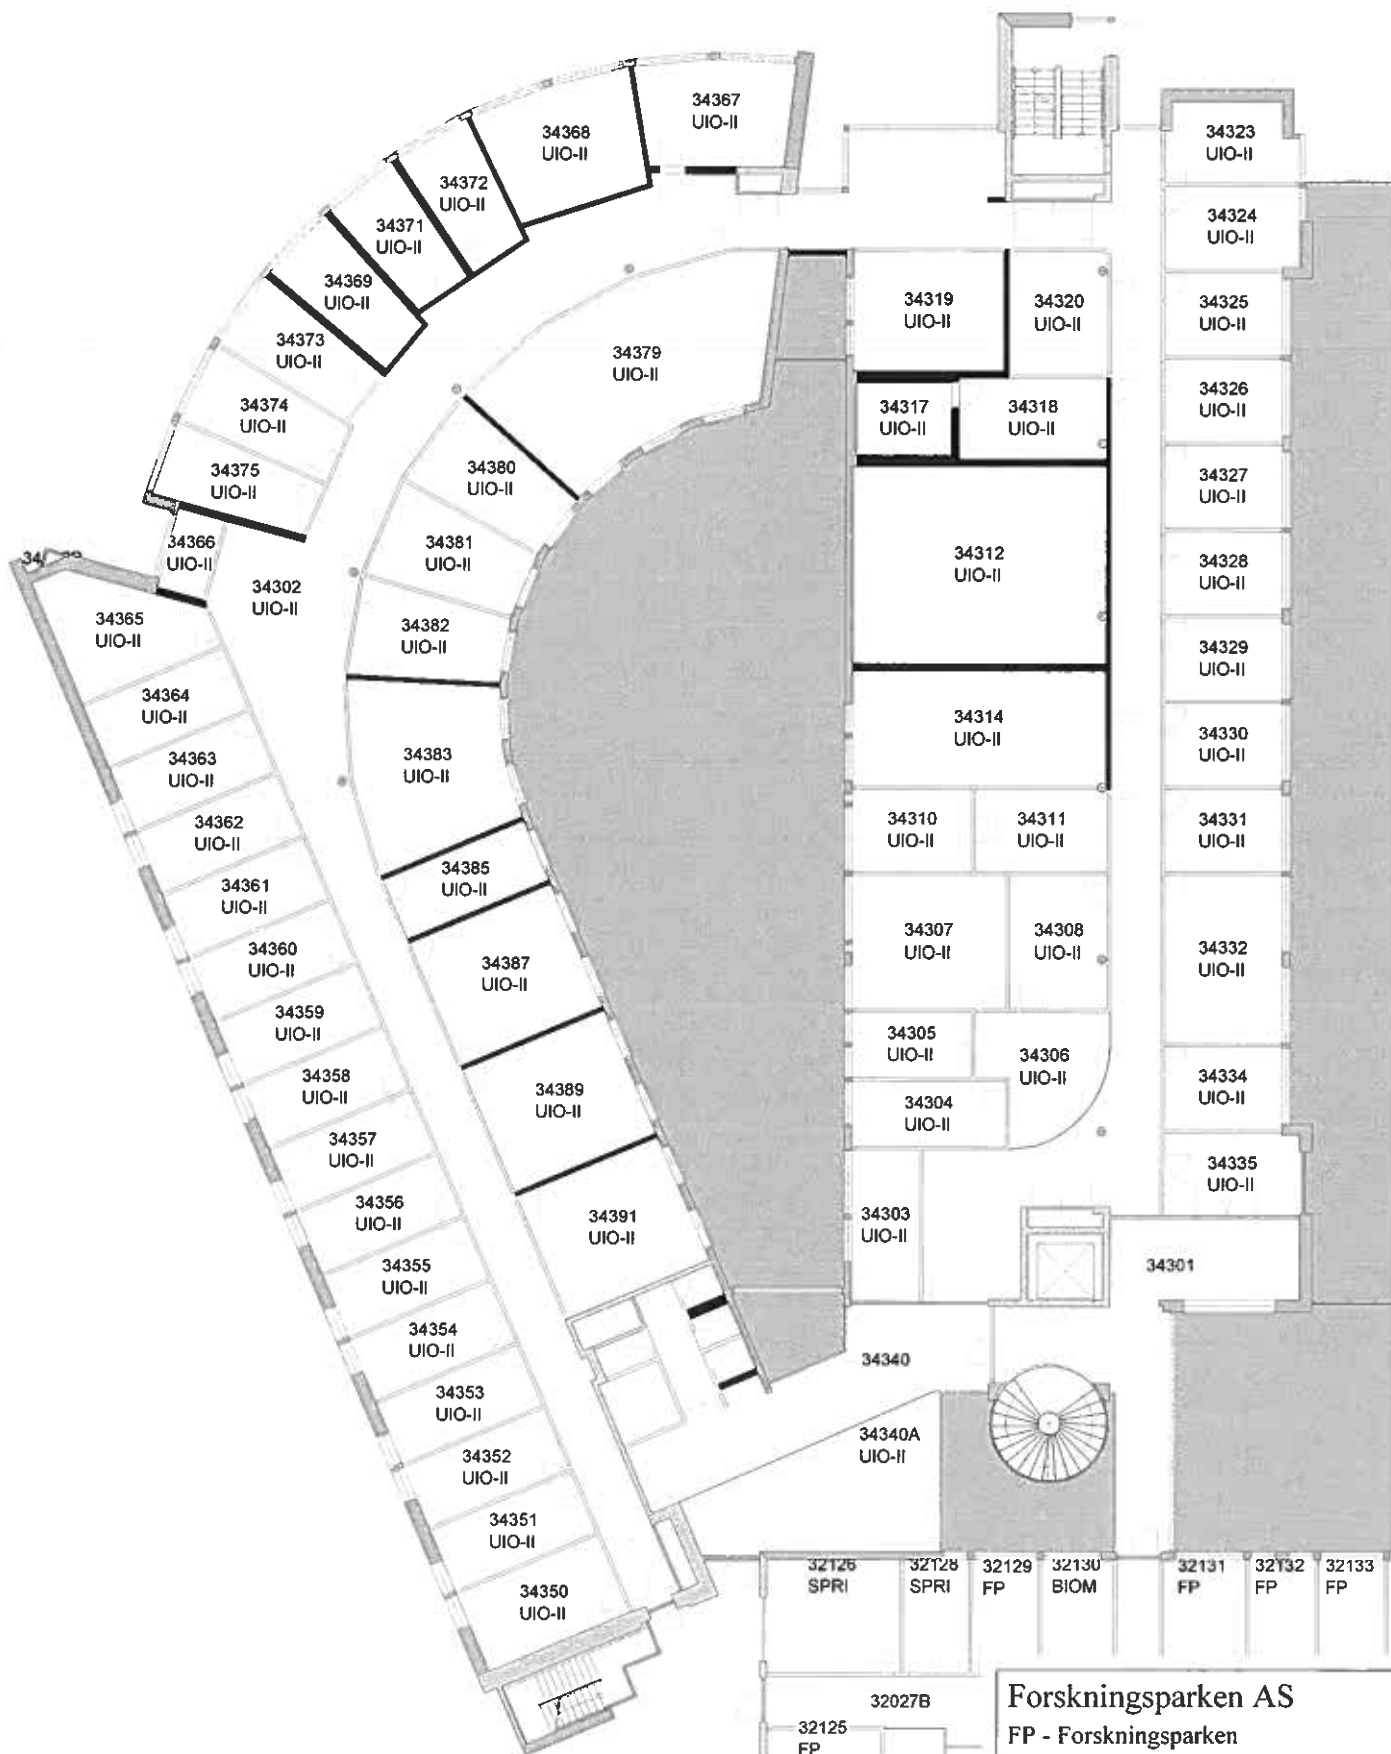 34367
UIO-II
34368
UIO-II
34372
UIO-II
34371
UIO-II
34369
UIO-II
34373
UIO-II
34374
UIO-II
34375
UIO-II
34366
UIO-II
34302
UIO-II
34379
UIO-II
34380
UIO-II
34381
UIO-II
34382
UIO-II
34383
UIO-II
34385
UIO-II
34387
UIO-II
34389
UIO-II
34391
UIO-II
34365
UIO-II
34364
UIO-II
34363
UIO-II
34362
UIO-II
34361
UIO-II
34360
UIO-II
34359
UIO-II
34358
UIO-II
34357
UIO-II
34356
UIO-II
34355
UIO-II
34354
UIO-II
34353
UIO-II
34352
UIO-II
34351
UIO-II
34350
UIO-II
34319
UIO-II
34320
UIO-II
34317
UIO-II
34318
UIO-II
34312
UIO-II
34314
UIO-II
34310
UIO-II
34311
UIO-II
34307
UIO-II
34308
UIO-II
34305
UIO-II
34306
UIO-II
34304
UIO-II
34303
UIO-II
34323
UIO-II
34324
UIO-II
34325
UIO-II
34326
UIO-II
34327
UIO-II
34328
UIO-II
34329
UIO-II
34330
UIO-II
34331
UIO-II
34332
UIO-II
34334
UIO-II
34335
UIO-II
34301
34340
34340A
UIO-II
32126
SPRI
32128
SPRI
32129
FP
32130
BIOM
32131
FP
32132
FP
32133
FP
32027B
32125
FP
Forskningsparken AS
FP - Forskningsparken